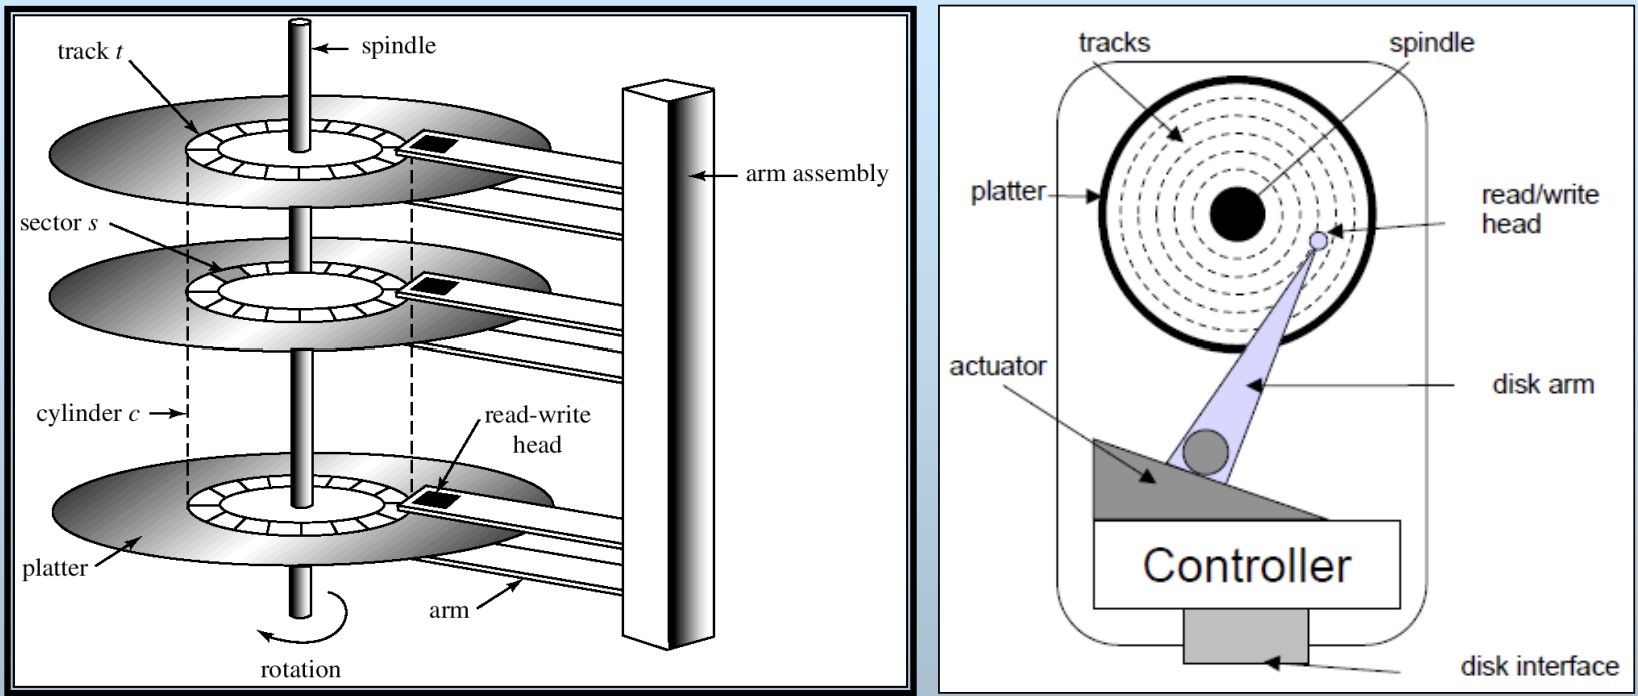 track t
spindle
arm assembly
sector s
cylinder c
read-write
head
platter
arm
rotation
tracks
spindle
platter
read/write
head
actuator
disk arm
Controller
disk interface